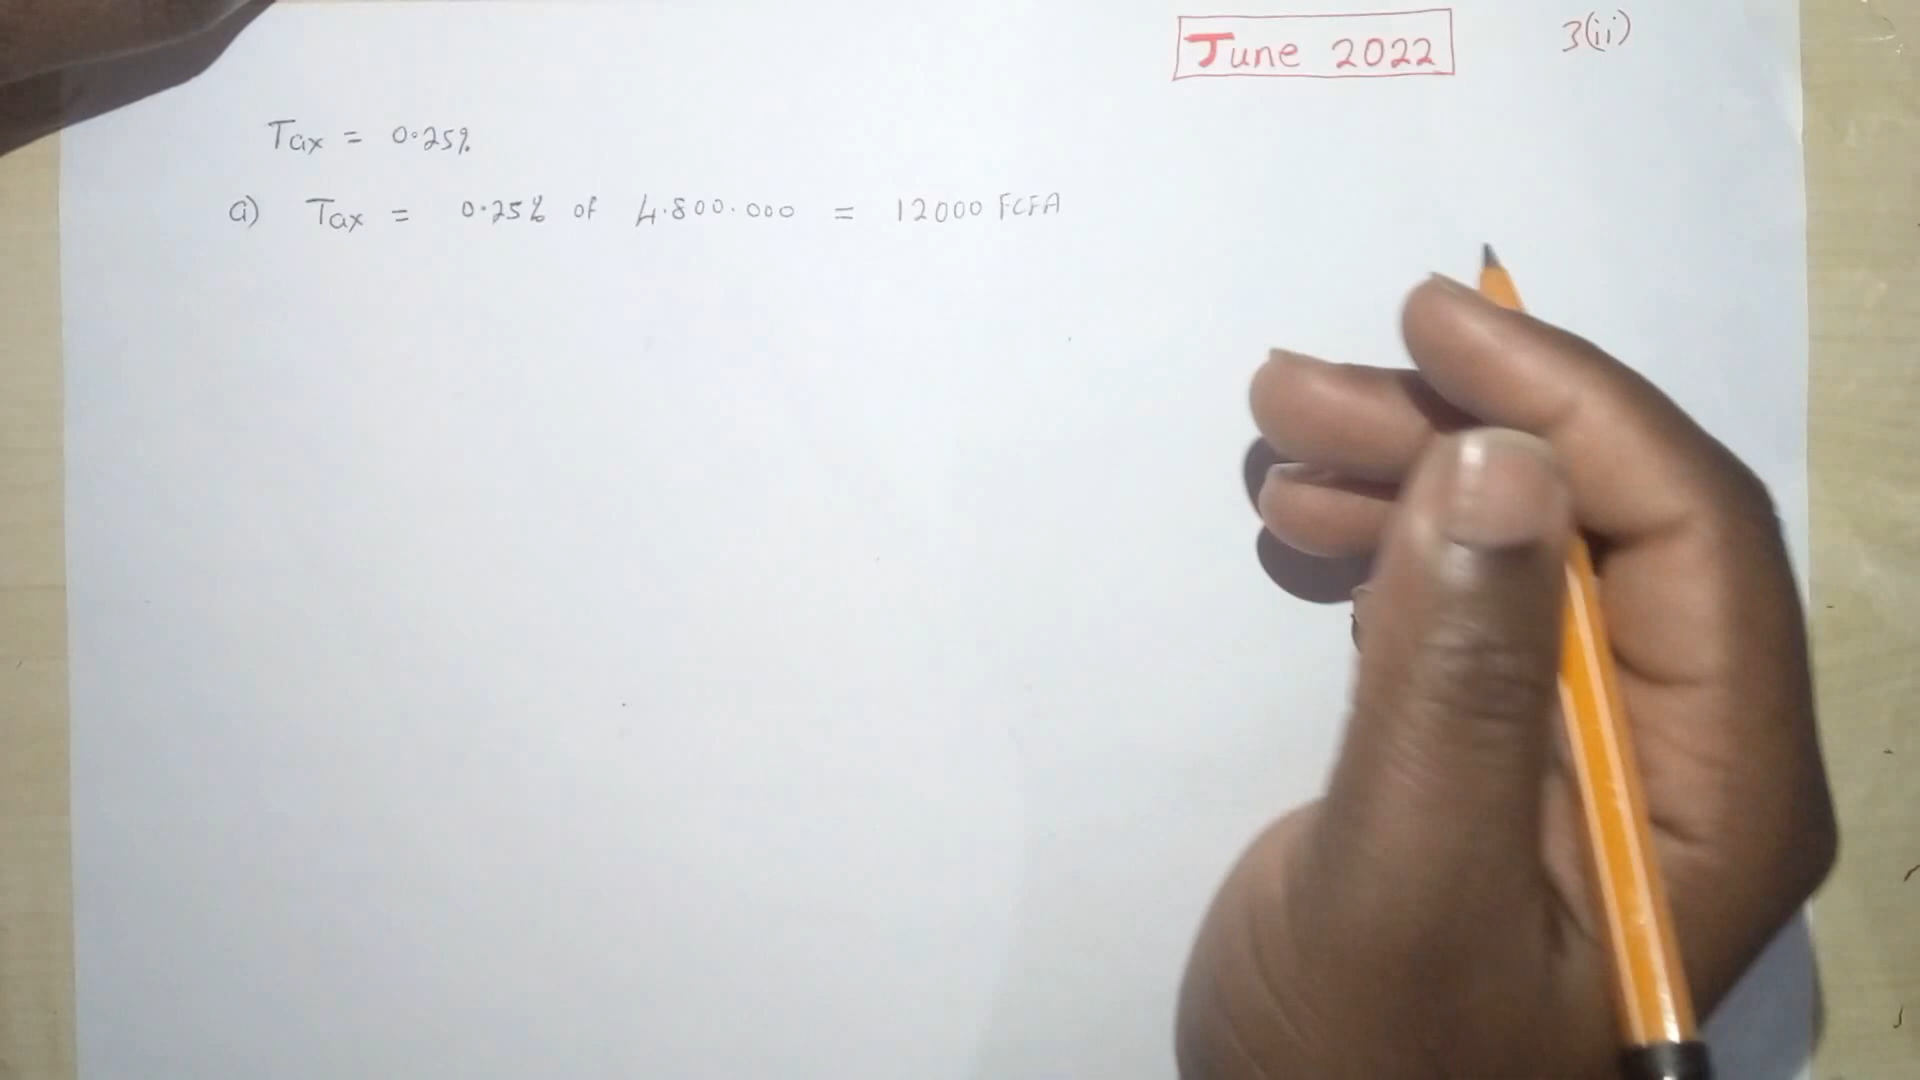 June 2022 3(ii)
Tax = 0.25%
a) Tax = 0.25% of 4.800.000 = 12000 FCFA